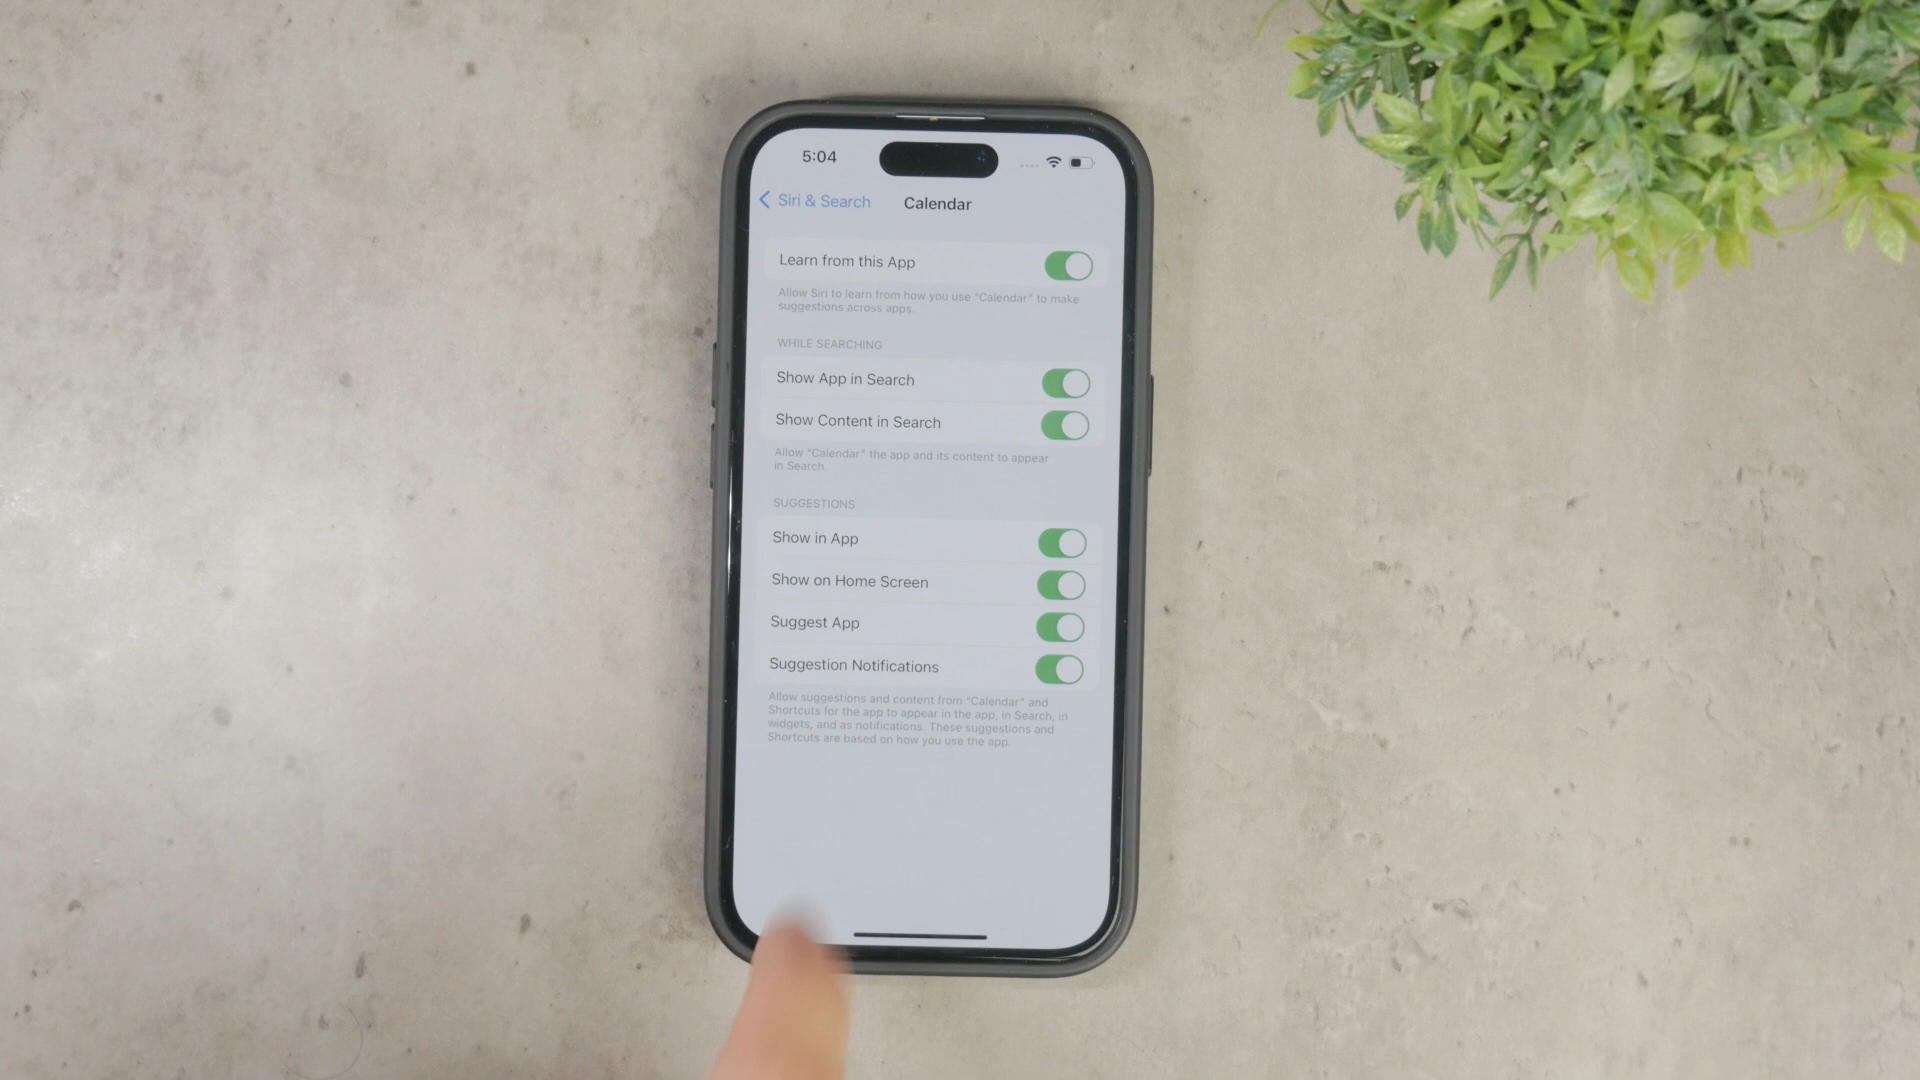 5:04
Siri & Search
Calendar
Learn from this App
Allow Siri to learn from how you use "Calendar" to make
suggestions across apps.
WHILE SEARCHING
Show App in Search
Show Content in Search
Allow "Calendar" the app and its content to appear
in Search.
SUGGESTIONS
Show in App
Show on Home Screen
Suggest App
Suggestion Notifications
Allow suggestions and content from "Calendar" and
Shortcuts for the app to appear in the app, in Search, in
widgets, and as notifications. These suggestions and
Shortcuts are based on how you use the app.